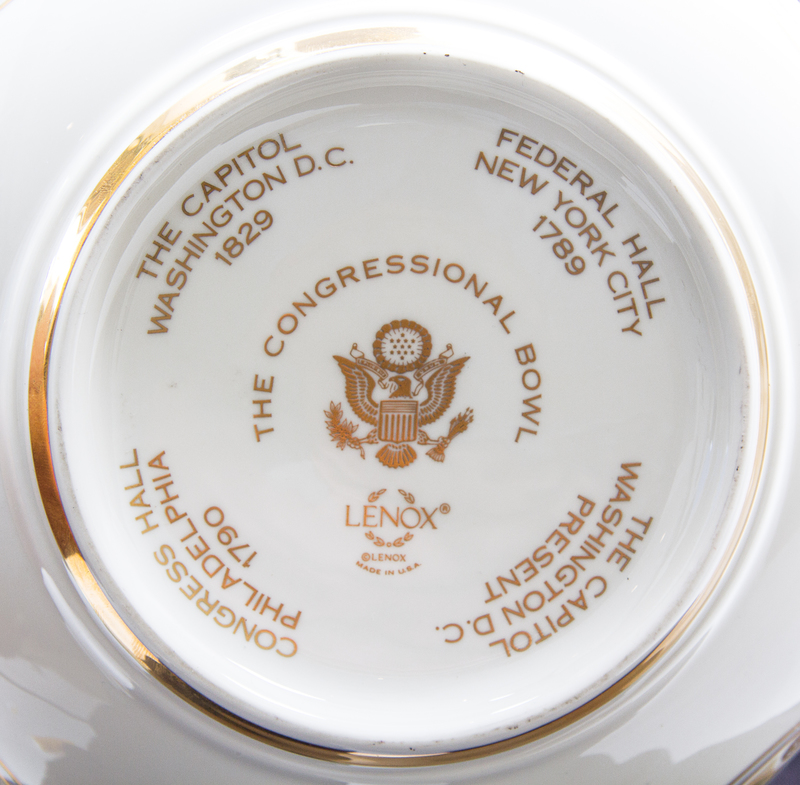 THE CAPITOL
WASHINGTON D.C.
1829
FEDERAL HALL
NEW YORK CITY
1789
THE CONGRESSIONAL BOWL
LENOX®
©LENOX
MADE IN U.S.A.
CONGRESS HALL
PHILADELPHIA
1790
THE CAPITOL
WASHINGTON D.C.
PRESENT